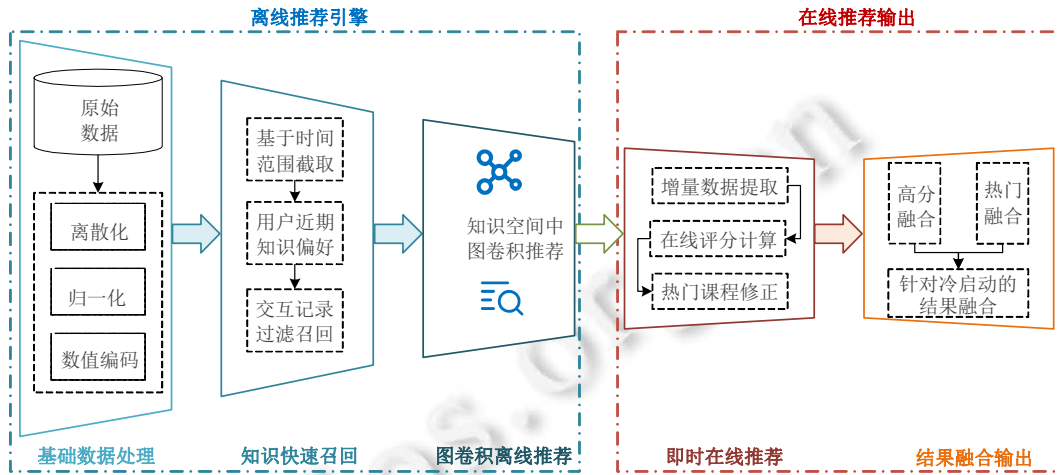 离线推荐引擎
在线推荐输出
原始
数据
离散化
归一化
数值编码
基础数据处理
基于时间
范围截取
用户近期
知识偏好
交互记录
过滤召回
知识快速召回
知识空间中
图卷积推荐
图卷积离线推荐
增量数据提取
在线评分计算
热门课程修正
即时在线推荐
高分
融合
热门
融合
针对冷启动的
结果融合
结果融合输出